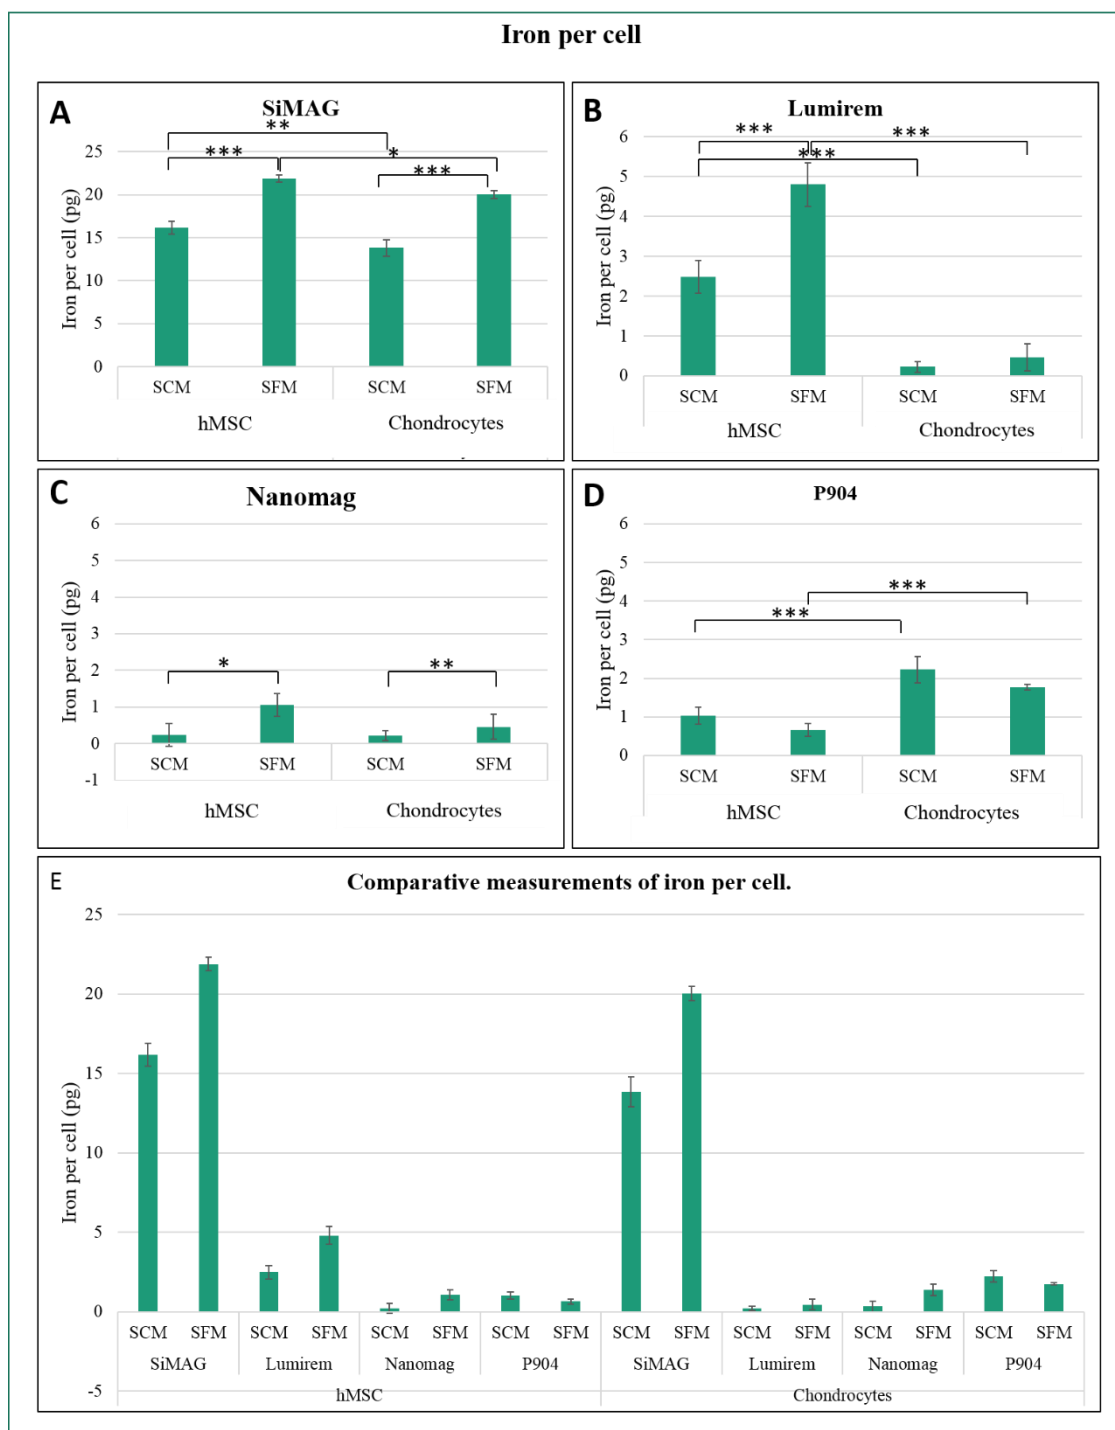 Iron per cell
A
SiMAG
**
***
*
***
25
20
15
10
5
0
Iron per cell (pg)
SCM SFM SCM SFM
hMSC Chondrocytes
B
Lumirem
***
***
***
6
5
4
3
2
1
0
Iron per cell (pg)
SCM SFM SCM SFM
hMSC Chondrocytes
C
Nanomag
6
5
4
3
2
1
0
-1
Iron per cell (pg)
*
**
SCM SFM SCM SFM
hMSC Chondrocytes
D
P904
6
5
4
3
2
1
0
Iron per cell (pg)
***
***
SCM SFM SCM SFM
hMSC Chondrocytes
E
Comparative measurements of iron per cell.
25
20
15
10
5
0
-5
Iron per cell (pg)
SCM SFM SCM SFM SCM SFM SCM SFM SCM SFM SCM SFM SCM SFM SCM SFM
SiMAG Lumirem Nanomag P904 SiMAG Lumirem Nanomag P904
hMSC Chondrocytes